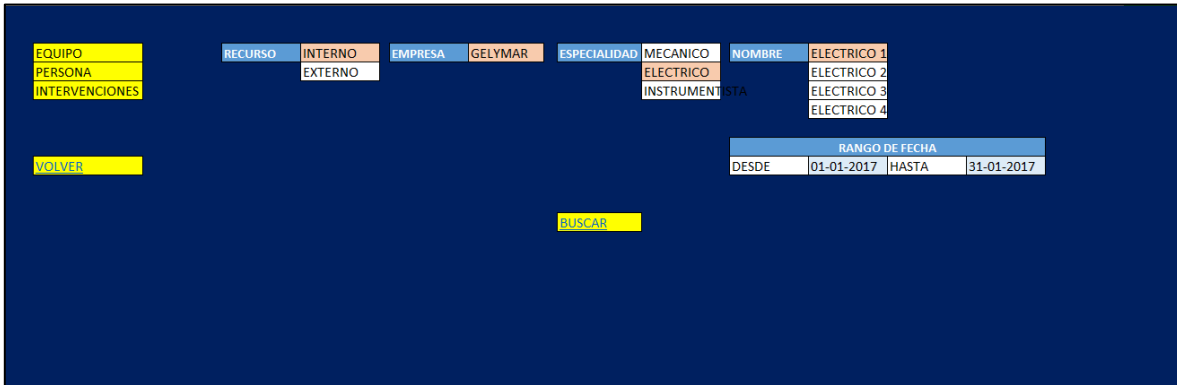 EQUIPO RECURSO INTERNO EMPRESA GELYMAR ESPECIALIDAD MECANICO NOMBRE ELECTRICO 1
PERSONA EXTERNO ELECTRICO ELECTRICO 2
INTERVENCIONES INSTRUMENTISTA ELECTRICO 3
ELECTRICO 4
RANGO DE FECHA
VOLVER DESDE 01-01-2017 HASTA 31-01-2017
BUSCAR